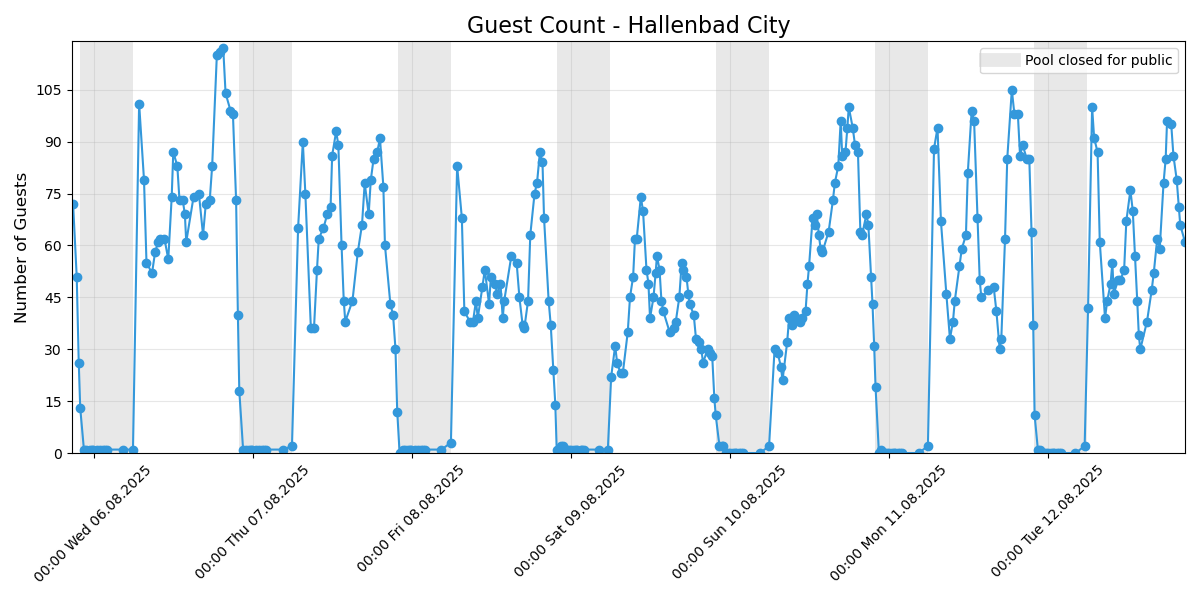 Guest Count - Hallenbad City
Pool closed for public
Number of Guests
105
90
75
60
45
30
15
0
00:00 Wed 06.08.2025
00:00 Thu 07.08.2025
00:00 Fri 08.08.2025
00:00 Sat 09.08.2025
00:00 Sun 10.08.2025
00:00 Mon 11.08.2025
00:00 Tue 12.08.2025